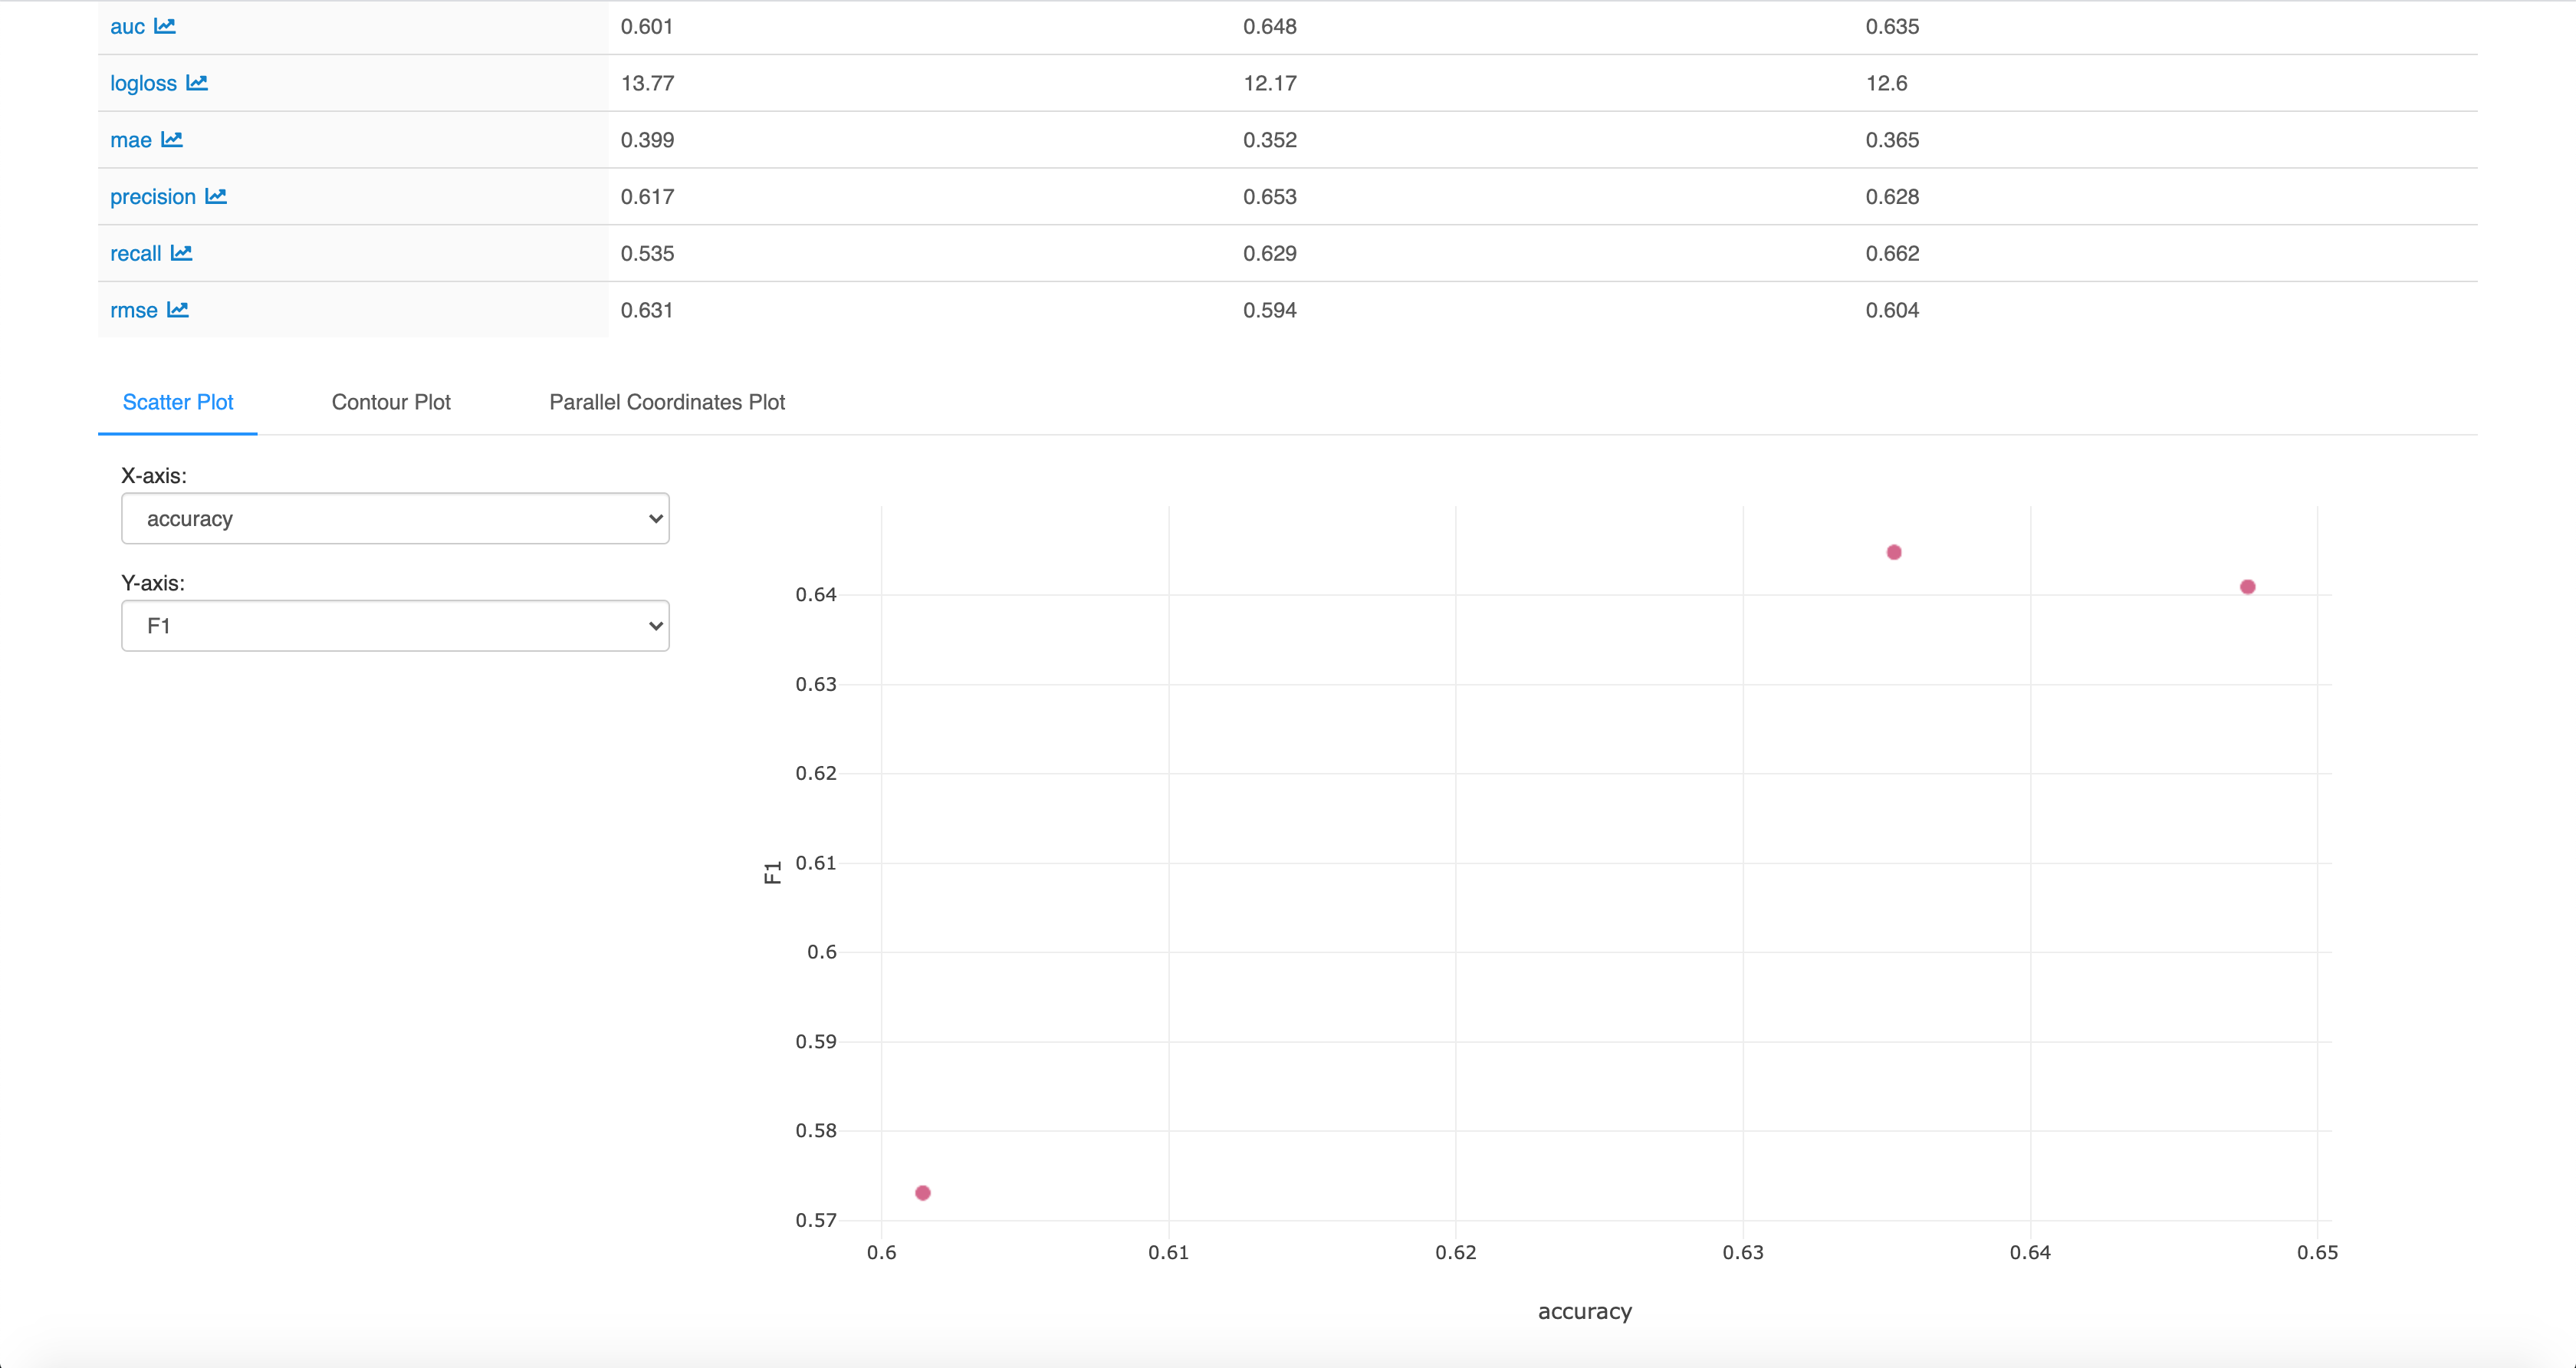 auc 0.601 0.648 0.635
logloss 13.77 12.17 12.6
mae 0.399 0.352 0.365
precision 0.617 0.653 0.628
recall 0.535 0.629 0.662
rmse 0.631 0.594 0.604
Scatter Plot Contour Plot Parallel Coordinates Plot
X-axis:
accuracy
Y-axis:
F1
0.64
0.63
0.62
0.61
0.6
0.59
0.58
0.57
F1
0.6 0.61 0.62 0.63 0.64 0.65
accuracy